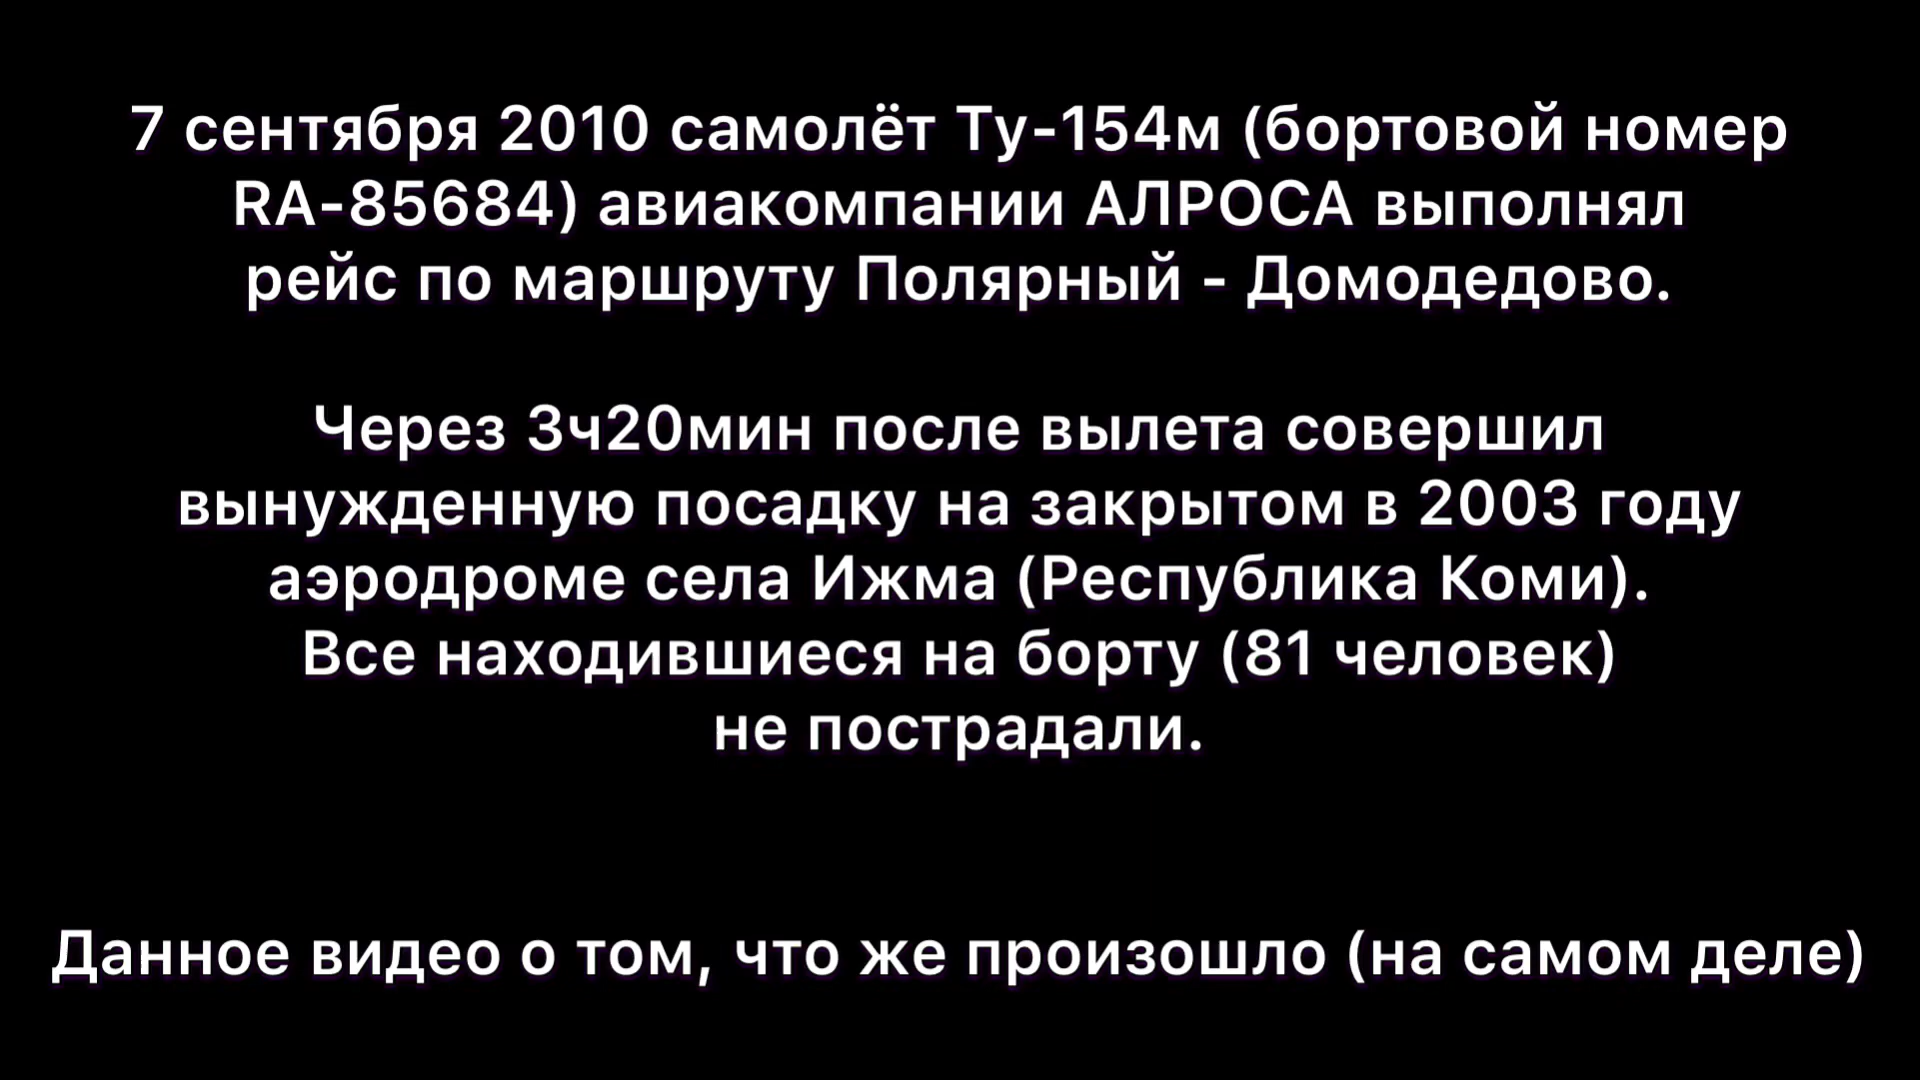 7 сентября 2010 самолёт Ту-154м (бортовой номер
RA-85684) авиакомпании АЛРОСА выполнял
рейс по маршруту Полярный - Домодедово.
Через 3ч20мин после вылета совершил
вынужденную посадку на закрытом в 2003 году
аэродроме села Ижма (Республика Коми).
Все находившиеся на борту (81 человек)
не пострадали.
Данное видео о том, что же произошло (на самом деле)